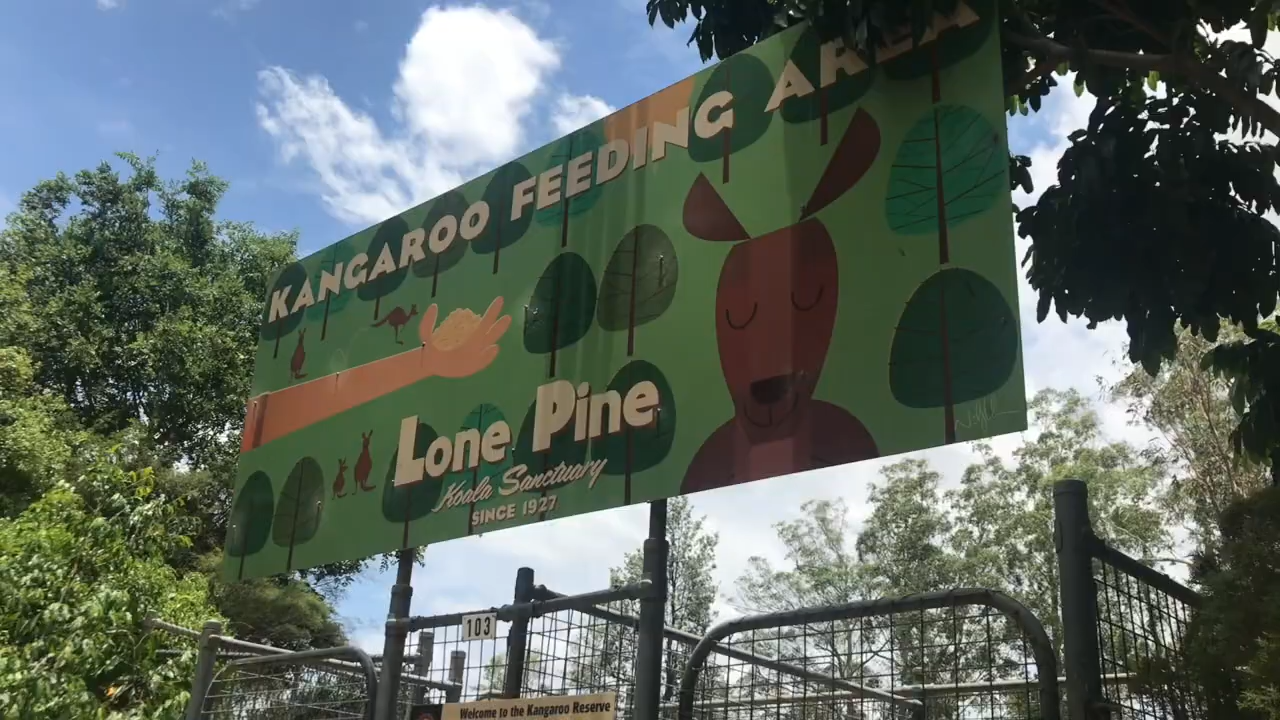 KANGAROO FEEDING AREA
Lone Pine
Koala Sanctuary
SINCE 1927
103
Welcome to the Kangaroo Reserve